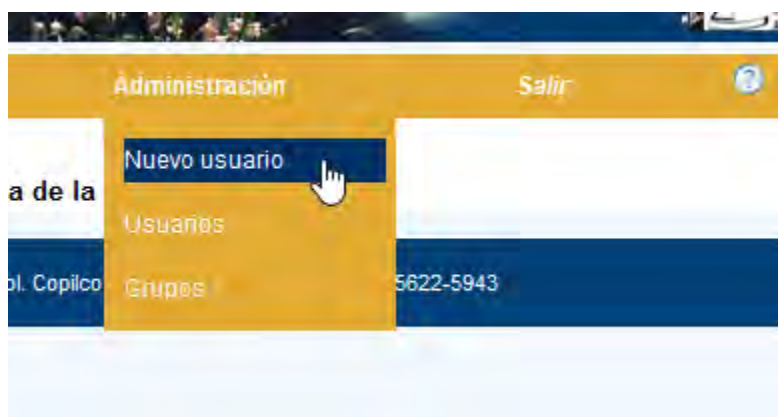 Administración Salir ?
Nuevo usuario
a de la
Usuarios
ol. Copilco 5622-5943
Grupos